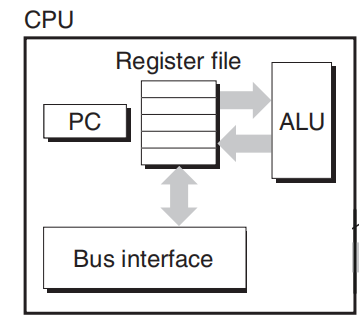 CPU
Register file
PC
ALU
Bus interface